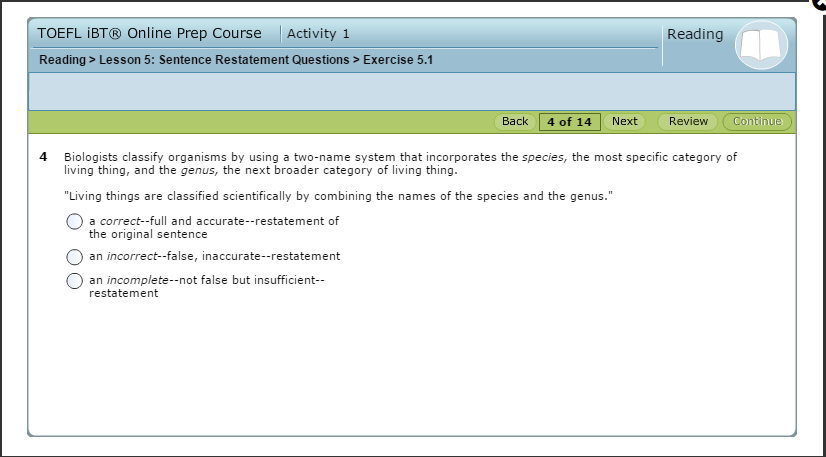 TOEFL iBT® Online Prep Course Activity 1 Reading
Reading > Lesson 5: Sentence Restatement Questions > Exercise 5.1
Back 4 of 14 Next Review Continue
4 Biologists classify organisms by using a two-name system that incorporates the species, the most specific category of
living thing, and the genus, the next broader category of living thing.
"Living things are classified scientifically by combining the names of the species and the genus."
a correct--full and accurate--restatement of
the original sentence
an incorrect--false, inaccurate--restatement
an incomplete--not false but insufficient--
restatement